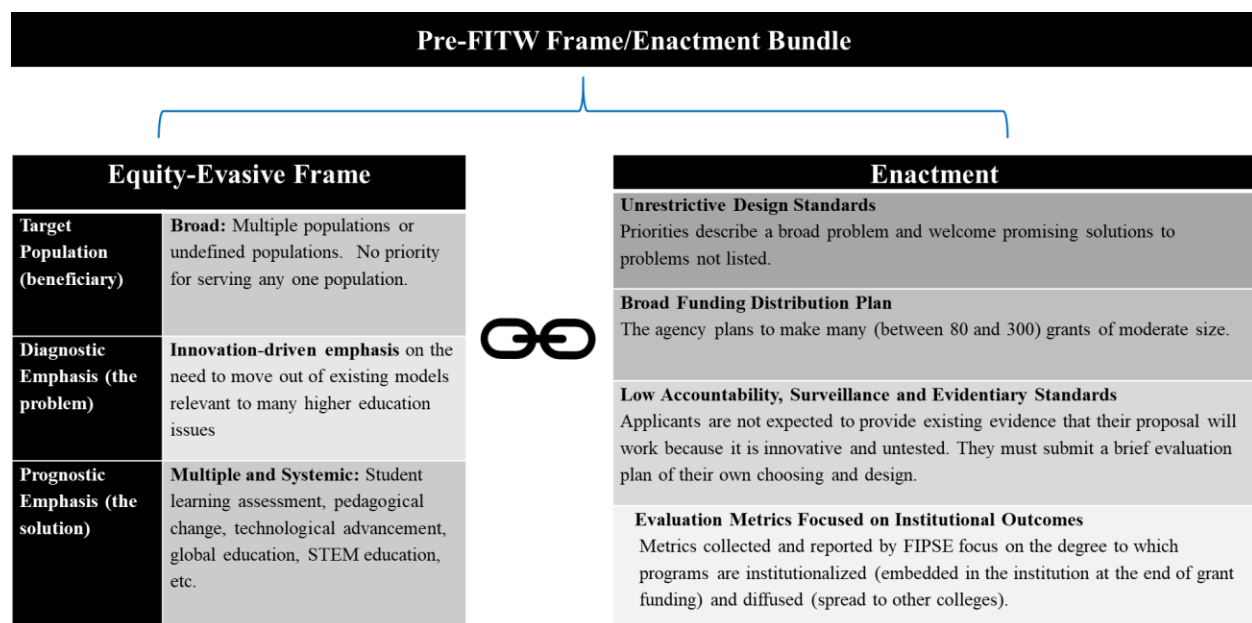 Pre-FITW Frame/Enactment Bundle
Equity-Evasive Frame
Target
Population
(beneficiary)
Broad: Multiple populations or
undefined populations. No priority
for serving any one population.
Diagnostic
Emphasis (the
problem)
Innovation-driven emphasis on the
need to move out of existing models
relevant to many higher education
issues
Prognostic
Emphasis (the
solution)
Multiple and Systemic: Student
learning assessment, pedagogical
change, technological advancement,
global education, STEM education,
etc.
Enactment
Unrestrictive Design Standards
Priorities describe a broad problem and welcome promising solutions to
problems not listed.
Broad Funding Distribution Plan
The agency plans to make many (between 80 and 300) grants of moderate size.
Low Accountability, Surveillance and Evidentiary Standards
Applicants are not expected to provide existing evidence that their proposal will
work because it is innovative and untested. They must submit a brief evaluation
plan of their own choosing and design.
Evaluation Metrics Focused on Institutional Outcomes
Metrics collected and reported by FIPSE focus on the degree to which
programs are institutionalized (embedded in the institution at the end of grant
funding) and diffused (spread to other colleges).